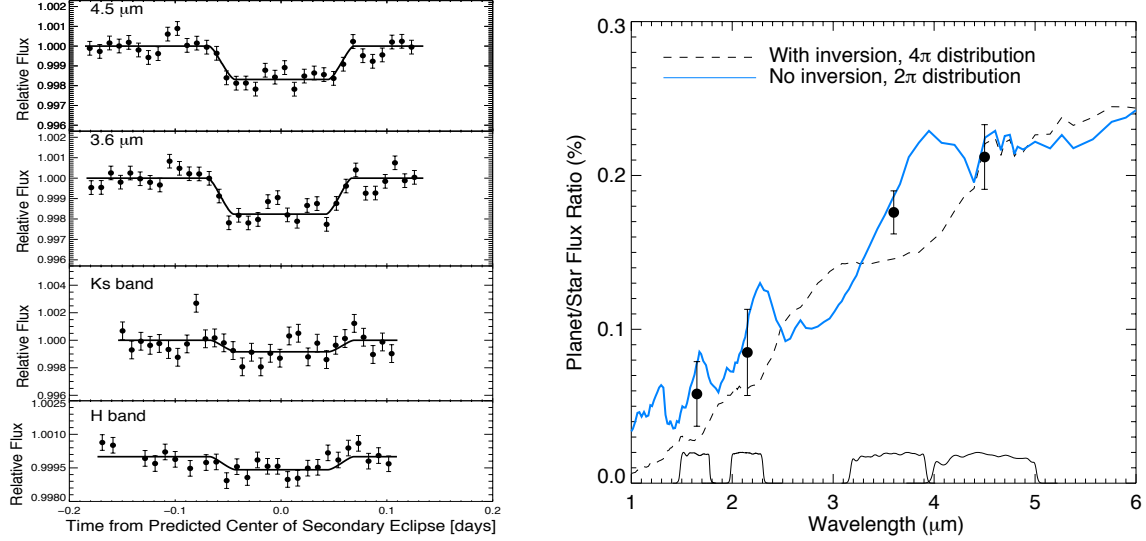 1.002
4.5 μm
1.001
1.000
0.999
0.998
0.997
0.996
Relative Flux
1.002
3.6 μm
1.001
1.000
0.999
0.998
0.997
0.996
Relative Flux
1.004
Ks band
1.002
1.000
0.998
0.996
Relative Flux
1.0025
H band
1.0010
0.9995
0.9980
Relative Flux
−0.2 −0.1 0.0 0.1 0.2
Time from Predicted Center of Secondary Eclipse [days]
With inversion, 4π distribution
No inversion, 2π distribution
0.3
0.2
0.1
0.0
Planet/Star Flux Ratio (%)
1 2 3 4 5 6
Wavelength (μm)